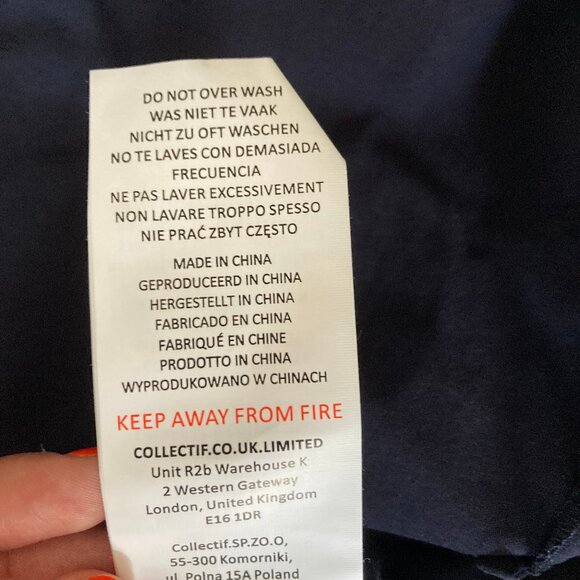 DO NOT OVER WASH
WAS NIET TE VAAK
NICHT ZU OFT WASCHEN
NO TE LAVES CON DEMASIADA
FRECUENCIA
NE PAS LAVER EXCESSIVEMENT
NON LAVARE TROPPO SPESSO
NIE PRAĆ ZBYT CZĘSTO
MADE IN CHINA
GEPRODUCEERD IN CHINA
HERGESTELLT IN CHINA
FABRICADO EN CHINA
FABRIQUÉ EN CHINE
PRODOTTO IN CHINA
WYPRODUKOWANO W CHINACH
KEEP AWAY FROM FIRE
COLLECTIF.CO.UK.LIMITED
Unit R2b Warehouse K
2 Western Gateway
London, United Kingdom
E16 1DR
Collectif.SP.ZO.O,
55-300 Komorniki,
ul. Polna 15A Poland